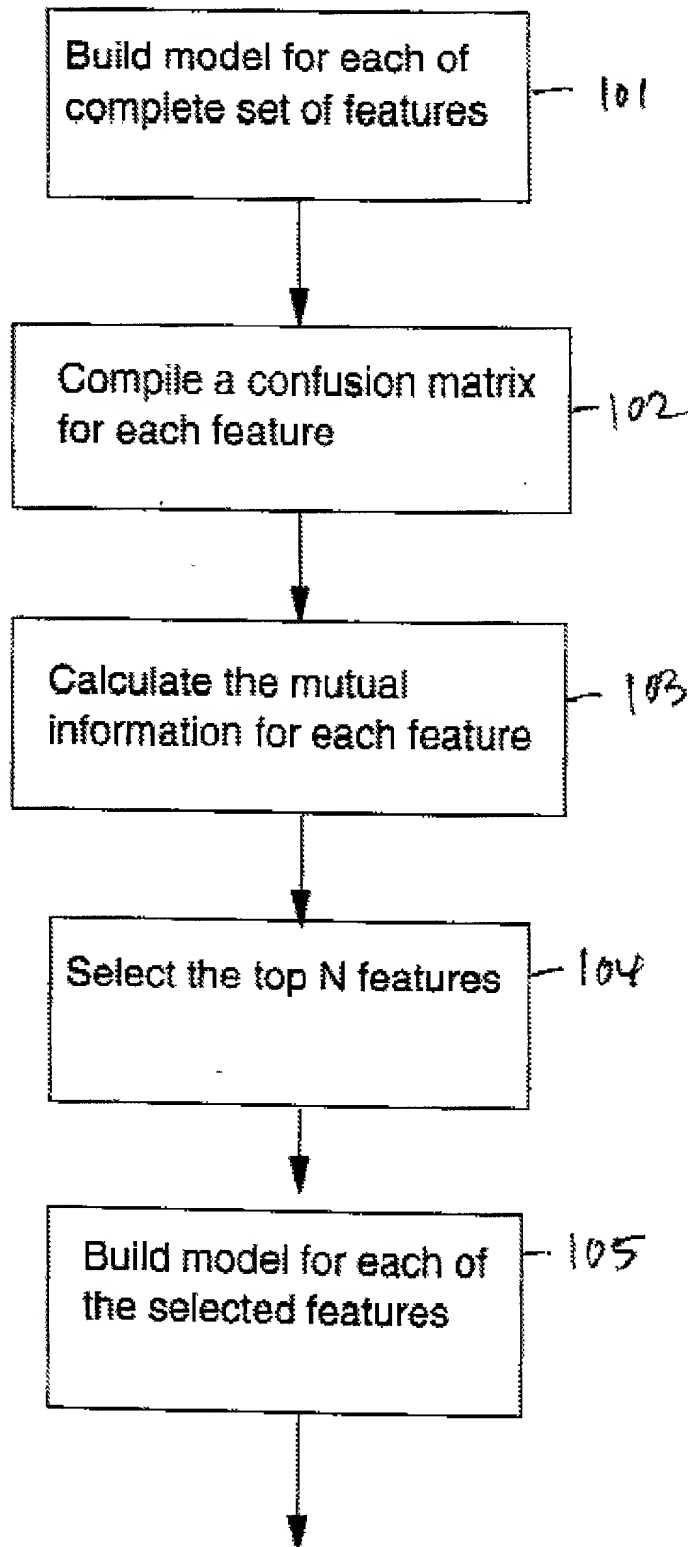 Build model for each of
complete set of features
101
Compile a confusion matrix
for each feature
102
Calculate the mutual
information for each feature
103
Select the top N features
104
Build model for each of
the selected features
105